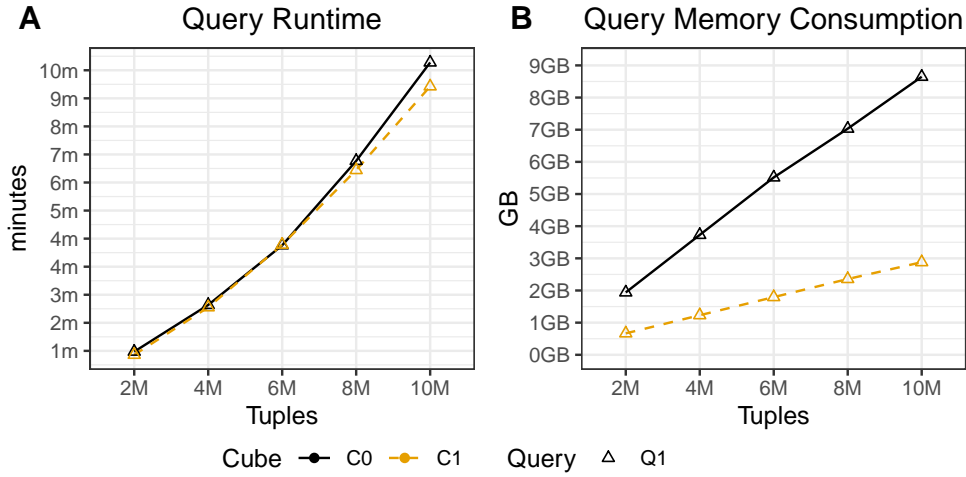 A Query Runtime
B Query Memory Consumption
minutes
10m
9m
8m
7m
6m
5m
4m
4m
3m
2m
1m
2M 4M 6M 8M 10M
Tuples
GB
9GB
8GB
7GB
6GB
5GB
4GB
3GB
2GB
1GB
0GB
2M 4M 6M 8M 10M
Tuples
Cube C0 C1 Query Q1